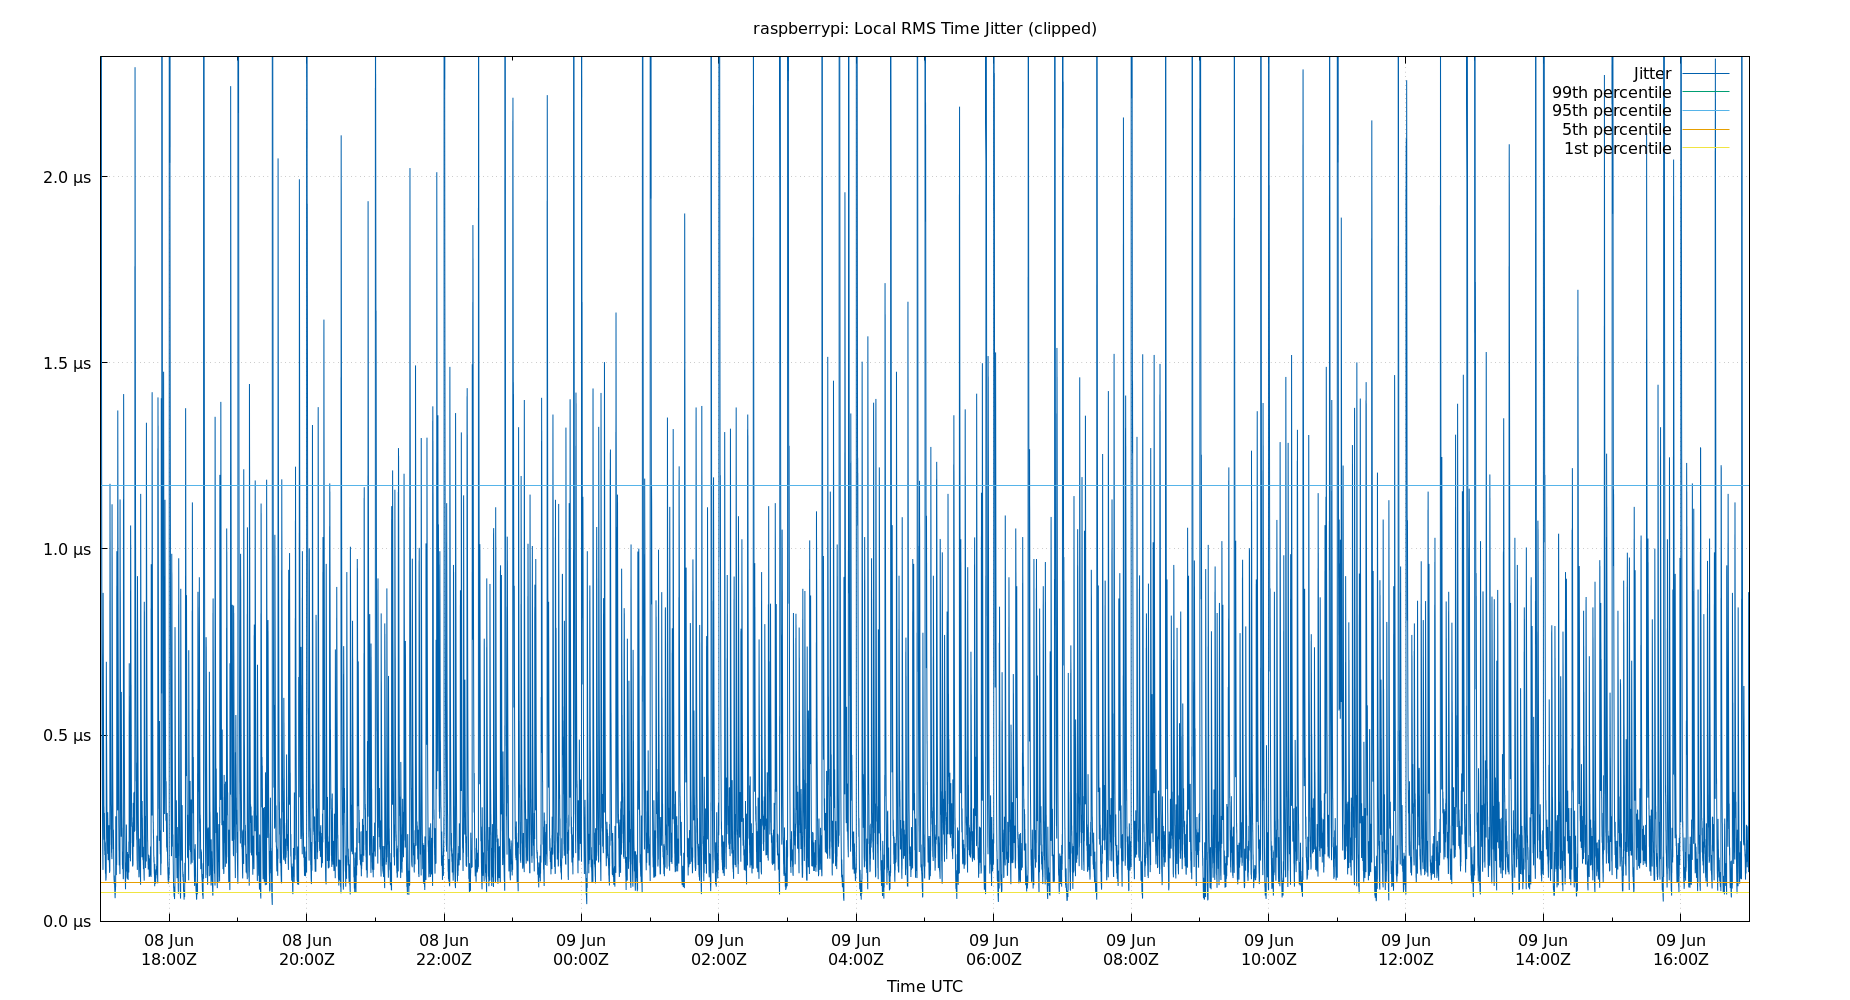 raspberrypi: Local RMS Time Jitter (clipped)
Jitter
99th percentile
95th percentile
5th percentile
1st percentile
2.0 µs
1.5 µs
1.0 µs
0.5 µs
0.0 µs
08 Jun 08 Jun 08 Jun 09 Jun 09 Jun 09 Jun 09 Jun 09 Jun 09 Jun 09 Jun 09 Jun 09 Jun
18:00Z 20:00Z 22:00Z 00:00Z 02:00Z 04:00Z 06:00Z 08:00Z 10:00Z 12:00Z 14:00Z 16:00Z
Time UTC